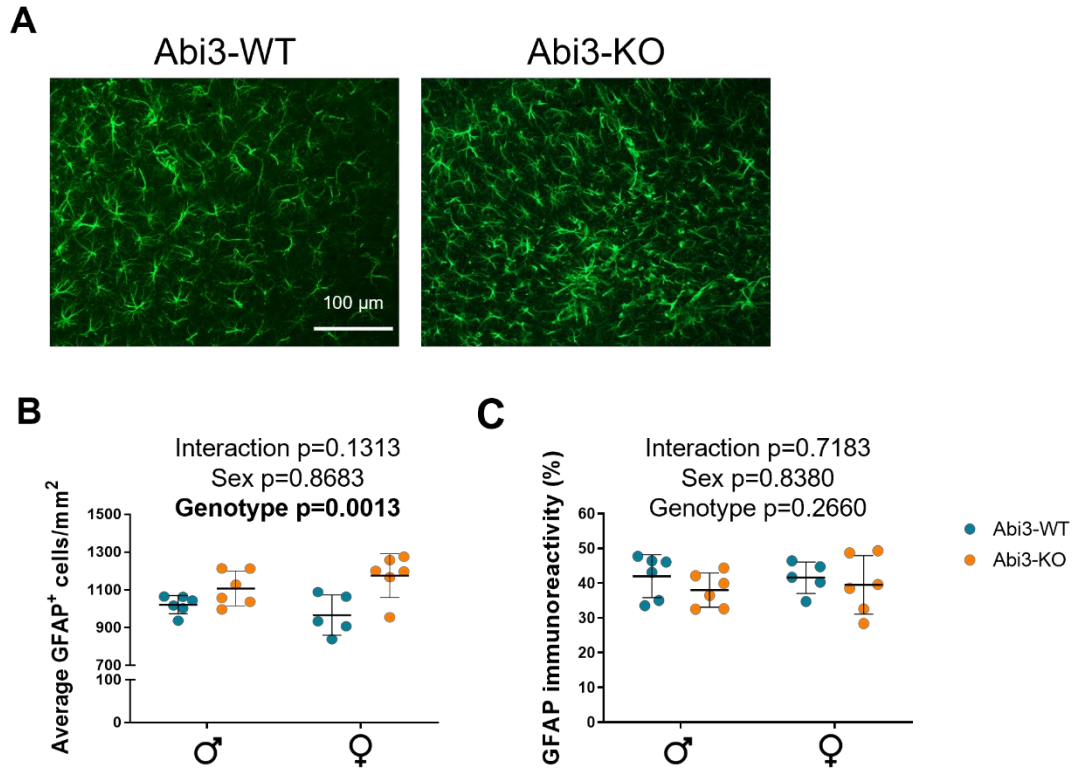 A
Abi3-WT
Abi3-KO
100 µm
B
Interaction p=0.1313
Sex p=0.8683
Genotype p=0.0013
Average GFAP⁺ cells/mm²
1500
1300
1100
900
700
100
0
♂
♀
C
Interaction p=0.7183
Sex p=0.8380
Genotype p=0.2660
GFAP immunoreactivity (%)
60
50
40
30
20
10
0
♂
♀
Abi3-WT
Abi3-KO